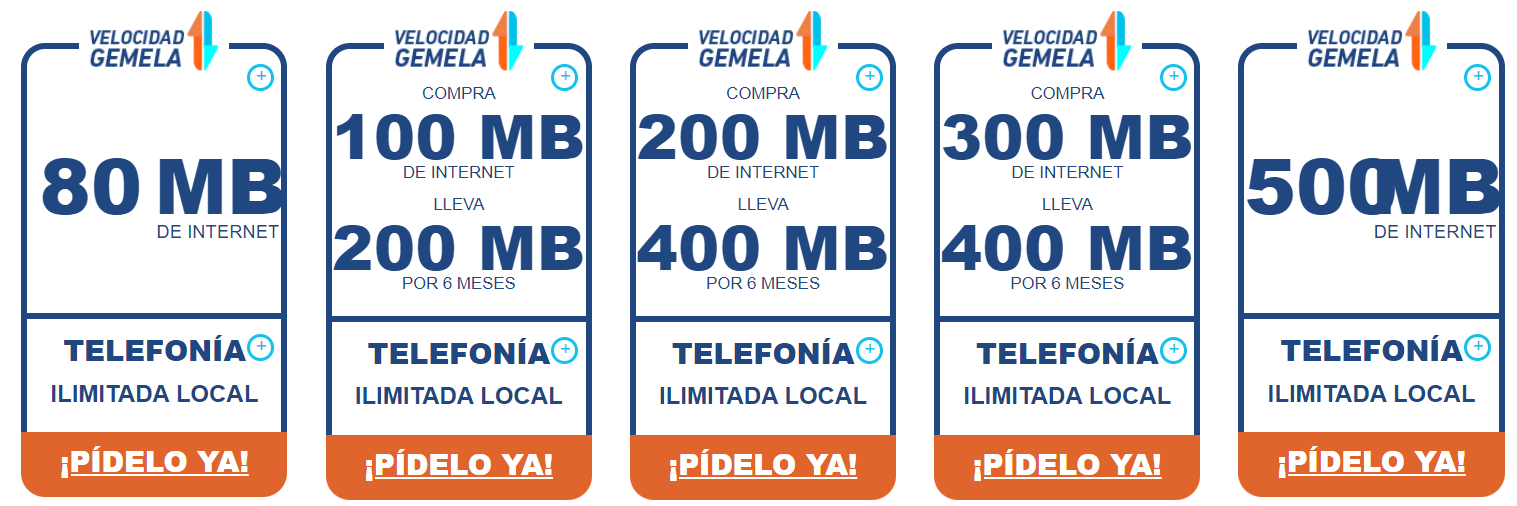 VELOCIDAD
GEMELA
+
80 MB
DE INTERNET
TELEFONÍA
+
ILIMITADA LOCAL
¡PÍDELO YA!
VELOCIDAD
GEMELA
+
COMPRA
100 MB
DE INTERNET
LLEVA
200 MB
POR 6 MESES
TELEFONÍA
+
ILIMITADA LOCAL
¡PÍDELO YA!
VELOCIDAD
GEMELA
+
COMPRA
200 MB
DE INTERNET
LLEVA
400 MB
POR 6 MESES
TELEFONÍA
+
ILIMITADA LOCAL
¡PÍDELO YA!
VELOCIDAD
GEMELA
+
COMPRA
300 MB
DE INTERNET
LLEVA
400 MB
POR 6 MESES
TELEFONÍA
+
ILIMITADA LOCAL
¡PÍDELO YA!
VELOCIDAD
GEMELA
+
500MB
DE INTERNET
TELEFONÍA
+
ILIMITADA LOCAL
¡PÍDELO YA!